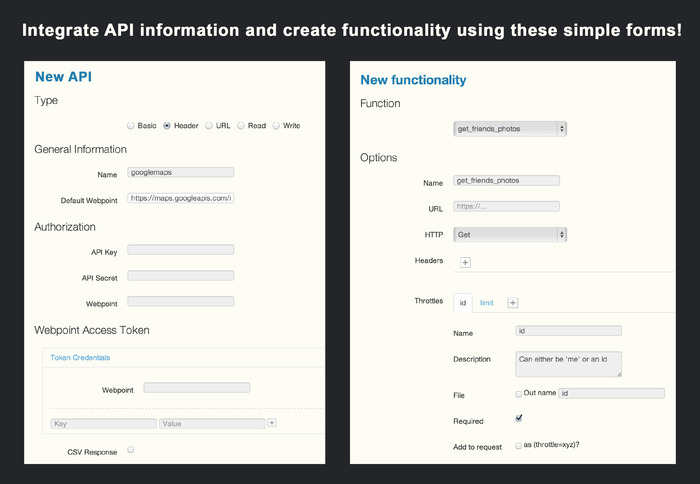 Integrate API information and create functionality using these simple forms!
New API
Type
Basic Header URL Read Write
General Information
Name googlemaps
Default Webpoint https://maps.googleapis.com/
Authorization
API Key
API Secret
Webpoint
Webpoint Access Token
Token Credentials
Webpoint
Key Value +
CSV Response
New functionality
Function
get_friends_photos
Options
Name get_friends_photos
URL https://...
HTTP Get
Headers +
Throttles id limit +
Name id
Description Can either be 'me' or an id
File Out name id
Required
Add to request as (throttle=xyz)?